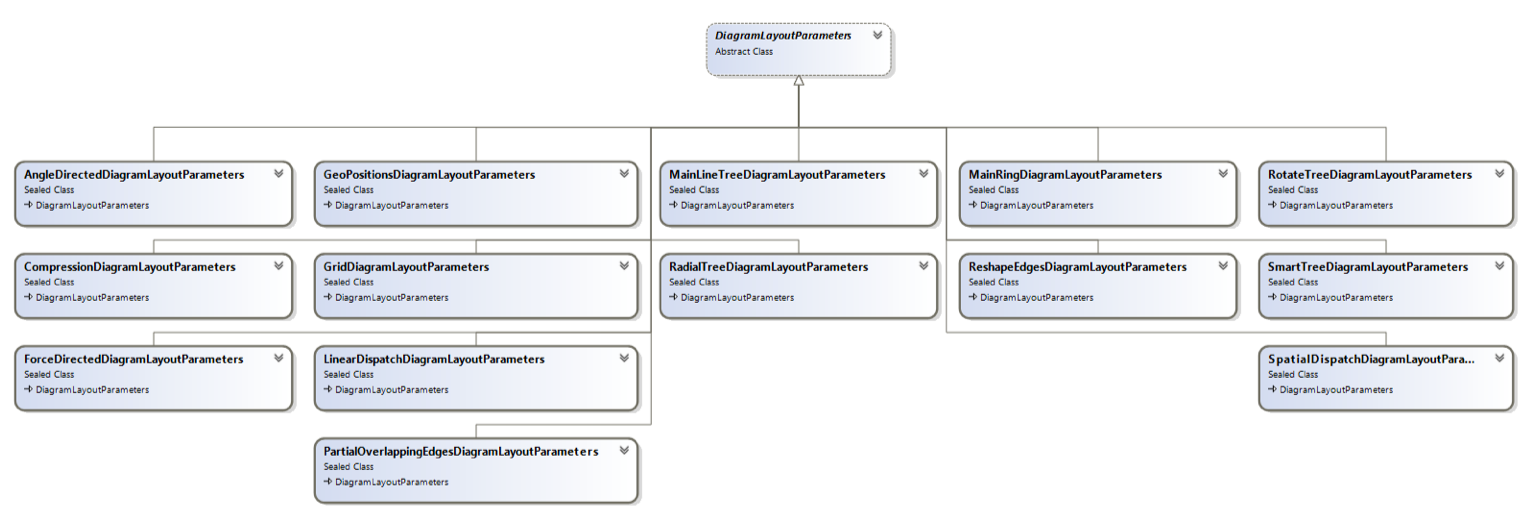 DiagramLayoutParameters
Abstract Class
AngleDirectedDiagramLayoutParameters
Sealed Class
DiagramLayoutParameters
GeoPositionsDiagramLayoutParameters
Sealed Class
DiagramLayoutParameters
MainLineTreeDiagramLayoutParameters
Sealed Class
DiagramLayoutParameters
MainRingDiagramLayoutParameters
Sealed Class
DiagramLayoutParameters
RotateTreeDiagramLayoutParameters
Sealed Class
DiagramLayoutParameters
CompressionDiagramLayoutParameters
Sealed Class
DiagramLayoutParameters
GridDiagramLayoutParameters
Sealed Class
DiagramLayoutParameters
RadialTreeDiagramLayoutParameters
Sealed Class
DiagramLayoutParameters
ReshapeEdgesDiagramLayoutParameters
Sealed Class
DiagramLayoutParameters
SmartTreeDiagramLayoutParameters
Sealed Class
DiagramLayoutParameters
ForceDirectedDiagramLayoutParameters
Sealed Class
DiagramLayoutParameters
LinearDispatchDiagramLayoutParameters
Sealed Class
DiagramLayoutParameters
SpatialDispatchDiagramLayoutPara...
Sealed Class
DiagramLayoutParameters
PartialOverlappingEdgesDiagramLayoutParameters
Sealed Class
DiagramLayoutParameters